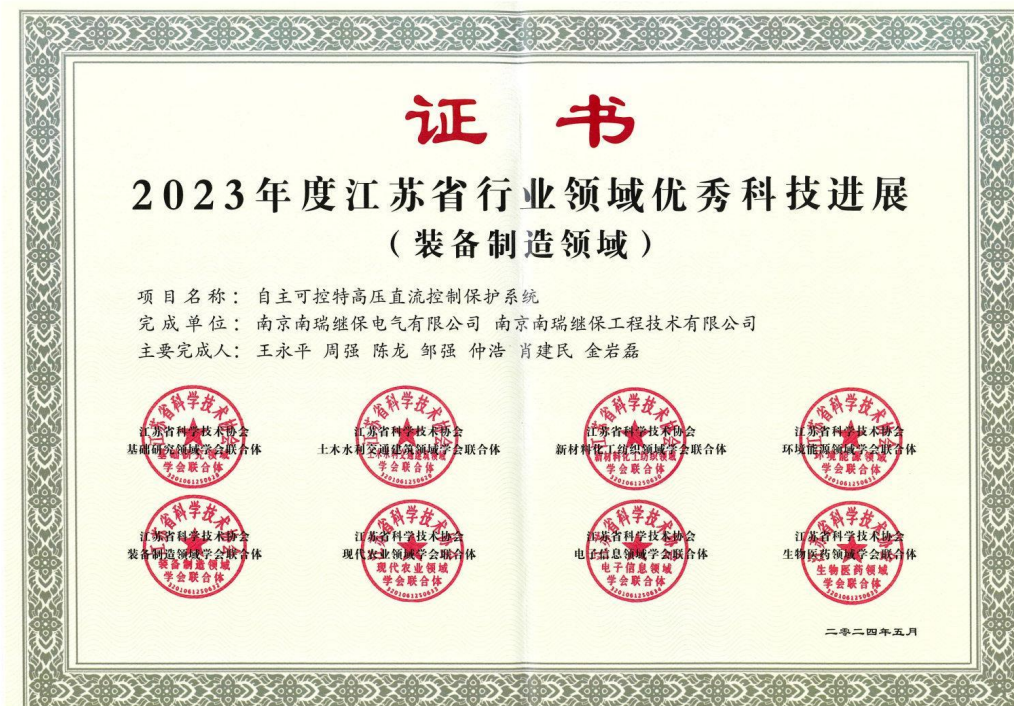 证 书
2023年度江苏省行业领域优秀科技进展
（装备制造领域）
项目名称：自主可控特高压直流控制保护系统
完成单位：南京南瑞继保电气有限公司 南京南瑞继保工程技术有限公司
主要完成人：王永平 周强 陈龙 邹强 仲浩 肖建民 金岩磊
江苏省科学技术协会
基础研究领域学会联合体
江苏省科学技术协会
土木水利交通建筑领域学会联合体
江苏省科学技术协会
新材料化工纺织领域学会联合体
江苏省科学技术协会
环境能源领域学会联合体
江苏省科学技术协会
装备制造领域学会联合体
江苏省科学技术协会
现代农业领域学会联合体
江苏省科学技术协会
电子信息领域学会联合体
江苏省科学技术协会
生物医药领域学会联合体
二零二四年五月